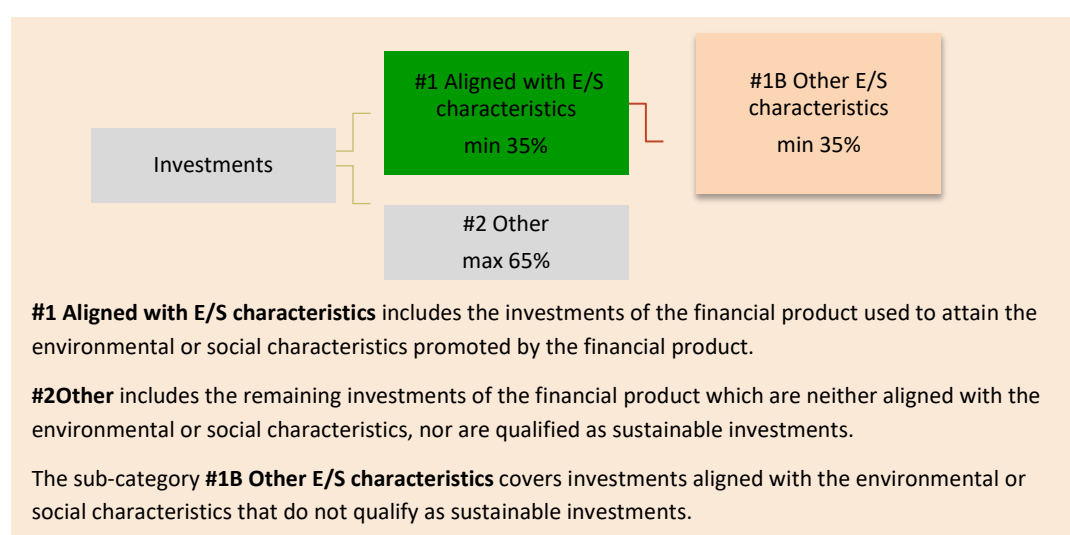 #1 Aligned with E/S
characteristics
min 35%
#1B Other E/S
characteristics
min 35%
Investments
#2 Other
max 65%
#1 Aligned with E/S characteristics includes the investments of the financial product used to attain the
environmental or social characteristics promoted by the financial product.
#2Other includes the remaining investments of the financial product which are neither aligned with the
environmental or social characteristics, nor are qualified as sustainable investments.
The sub-category #1B Other E/S characteristics covers investments aligned with the environmental or
social characteristics that do not qualify as sustainable investments.